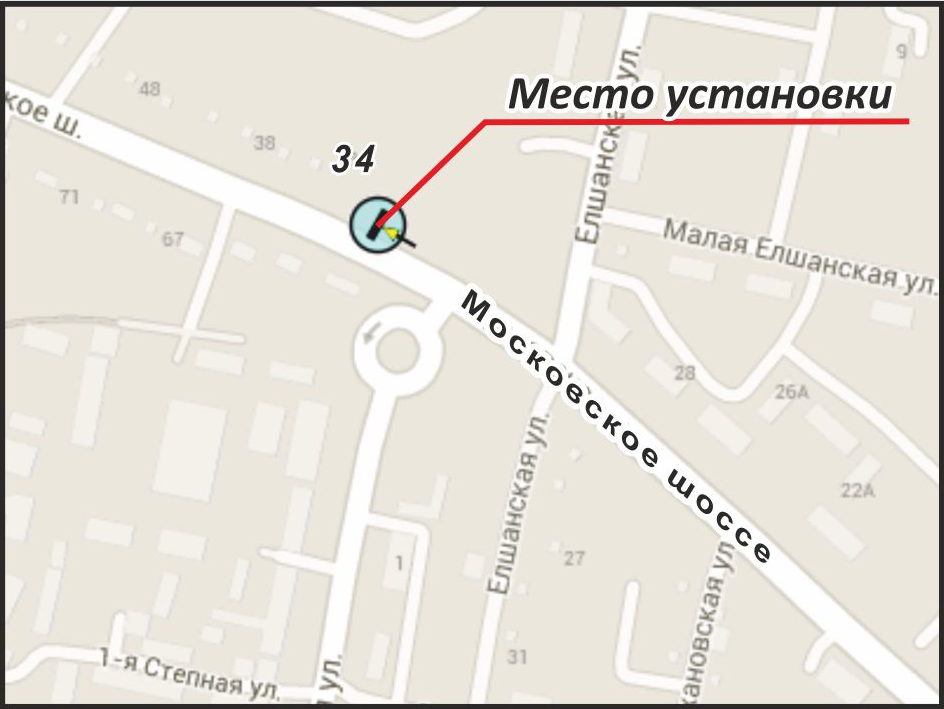 9
Место установки
48
кое ш.
38
34
Елшанская ул.
71
67
Малая Елшанская ул.
Московское шоссе
28
26А
22А
Елшанская ул.
1
27
кановская ул.
31
1-я Степная ул.
ул.